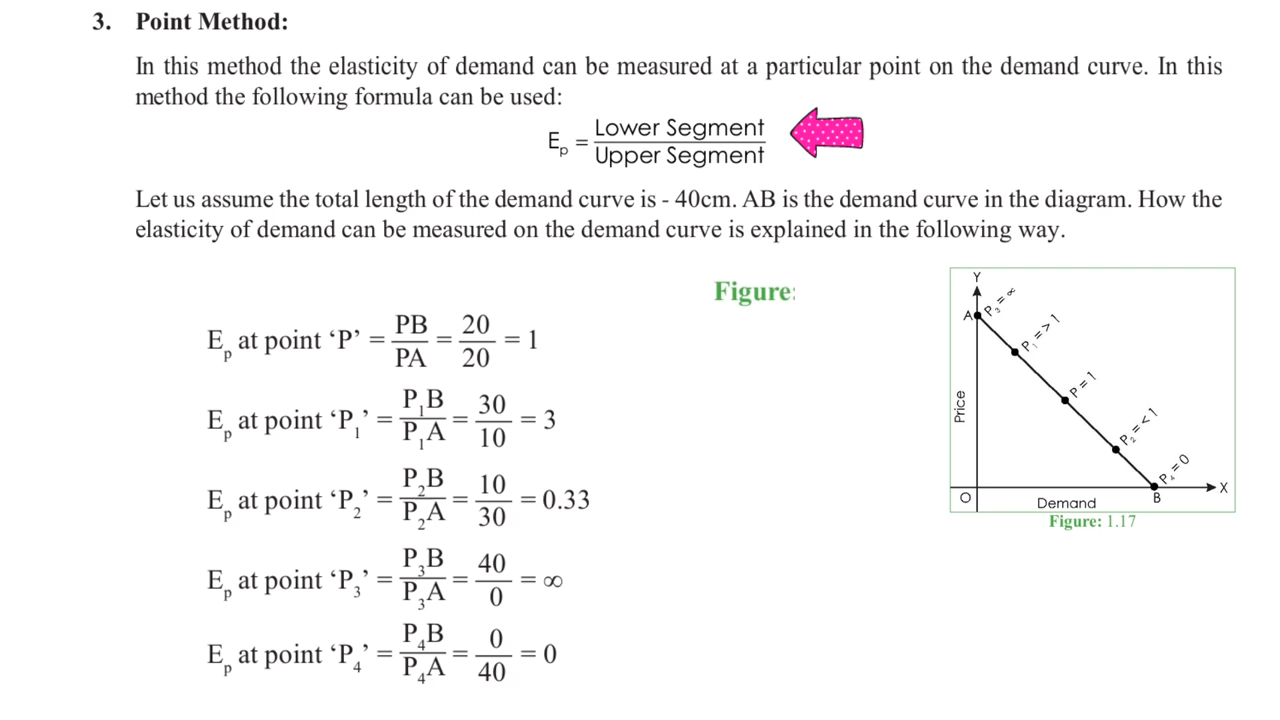 3. Point Method:
In this method the elasticity of demand can be measured at a particular point on the demand curve. In this
method the following formula can be used:
Eₚ = Lower Segment / Upper Segment
Let us assume the total length of the demand curve is - 40cm. AB is the demand curve in the diagram. How the
elasticity of demand can be measured on the demand curve is explained in the following way.
Figure:
Eₚ at point ‘P’ = PB / PA = 20 / 20 = 1
Eₚ at point ‘P₁’ = P₁B / P₁A = 30 / 10 = 3
Eₚ at point ‘P₂’ = P₂B / P₂A = 10 / 30 = 0.33
Eₚ at point ‘P₃’ = P₃B / P₃A = 40 / 0 = ∞
Eₚ at point ‘P₄’ = P₄B / P₄A = 0 / 40 = 0
Y
A P₃ = ∞
P₁ = > 1
P = 1
Price
P₂ = < 1
P₄ = 0
X
O
Demand
B
Figure: 1.17